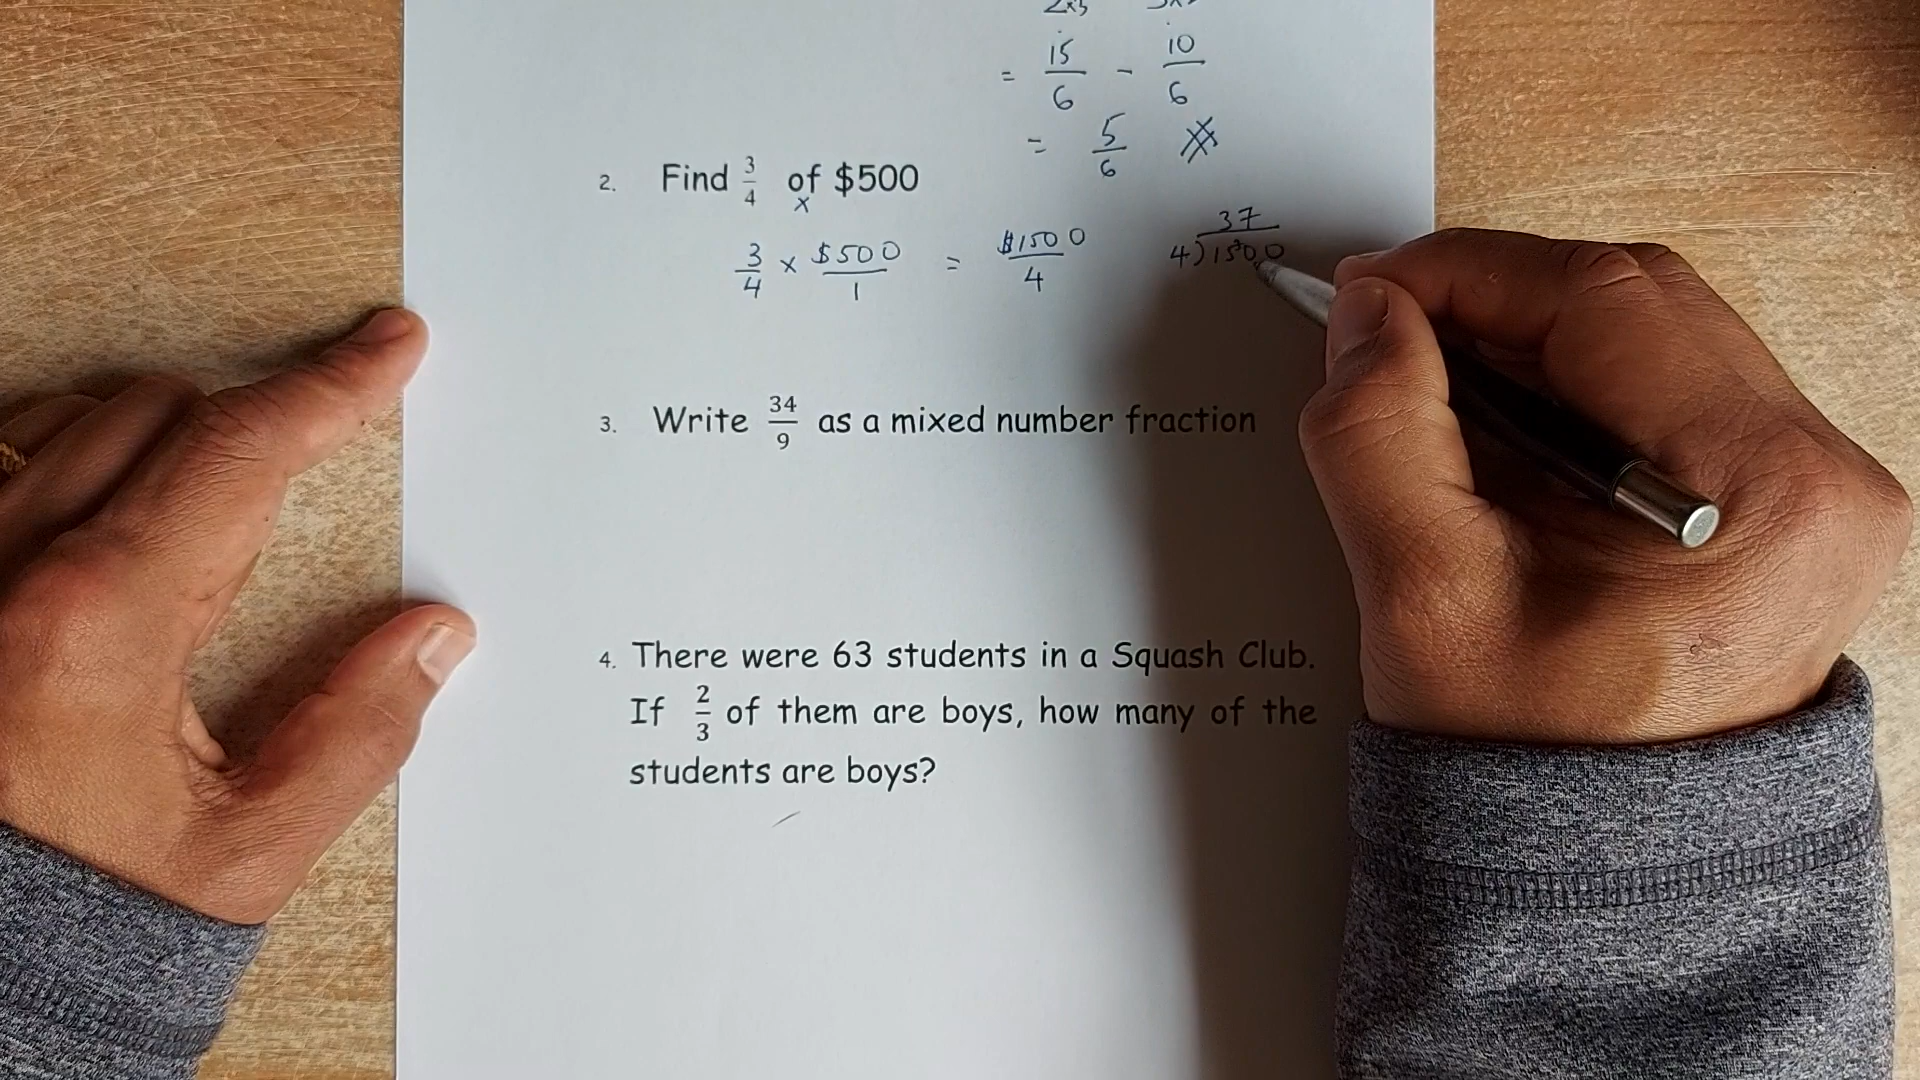 2x3
= 15/6 - 10/6
= 5/6
2. Find 3/4 of $500
x
3/4 x $500/1 = $1500/4
37
4)1500
3. Write 34/9 as a mixed number fraction
4. There were 63 students in a Squash Club.
If 2/3 of them are boys, how many of the
students are boys?